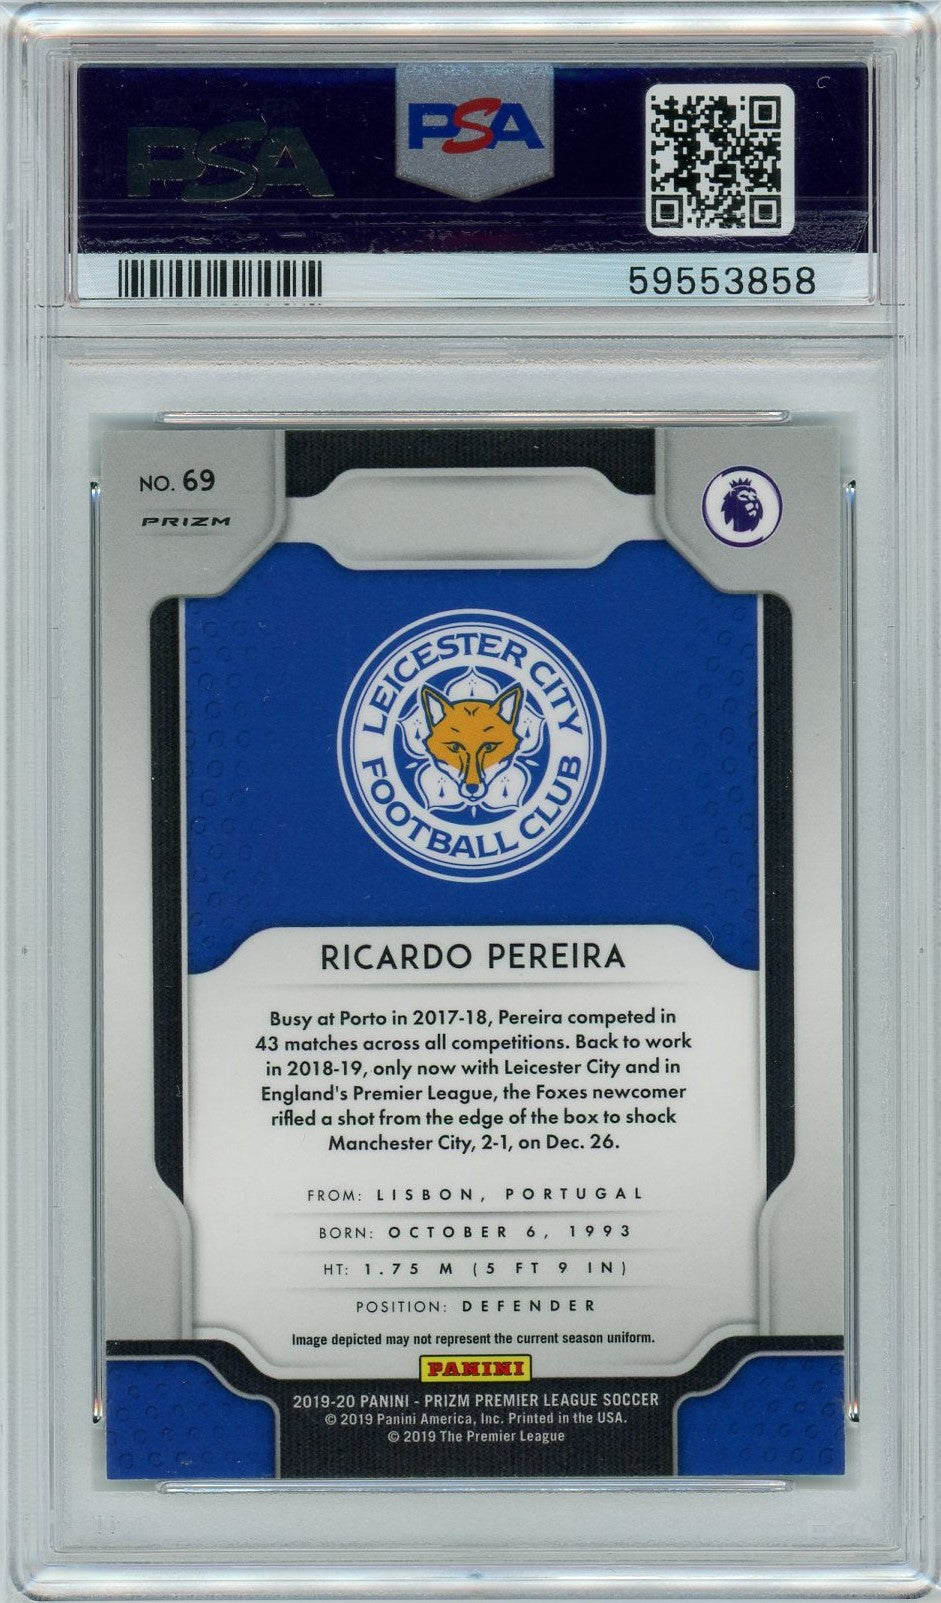 PSA
PSA
59553858
NO. 69
PRIZM
LEICESTER CITY
FOOTBALL CLUB
RICARDO PEREIRA
Busy at Porto in 2017-18, Pereira competed in
43 matches across all competitions. Back to work
in 2018-19, only now with Leicester City and in
England's Premier League, the Foxes newcomer
rifled a shot from the edge of the box to shock
Manchester City, 2-1, on Dec. 26.
FROM: LISBON, PORTUGAL
BORN: OCTOBER 6, 1993
HT: 1.75 M (5 FT 9 IN)
POSITION: DEFENDER
Image depicted may not represent the current season uniform.
PANINI
2019-20 PANINI - PRIZM PREMIER LEAGUE SOCCER
© 2019 Panini America, Inc. Printed in the USA.
© 2019 The Premier League